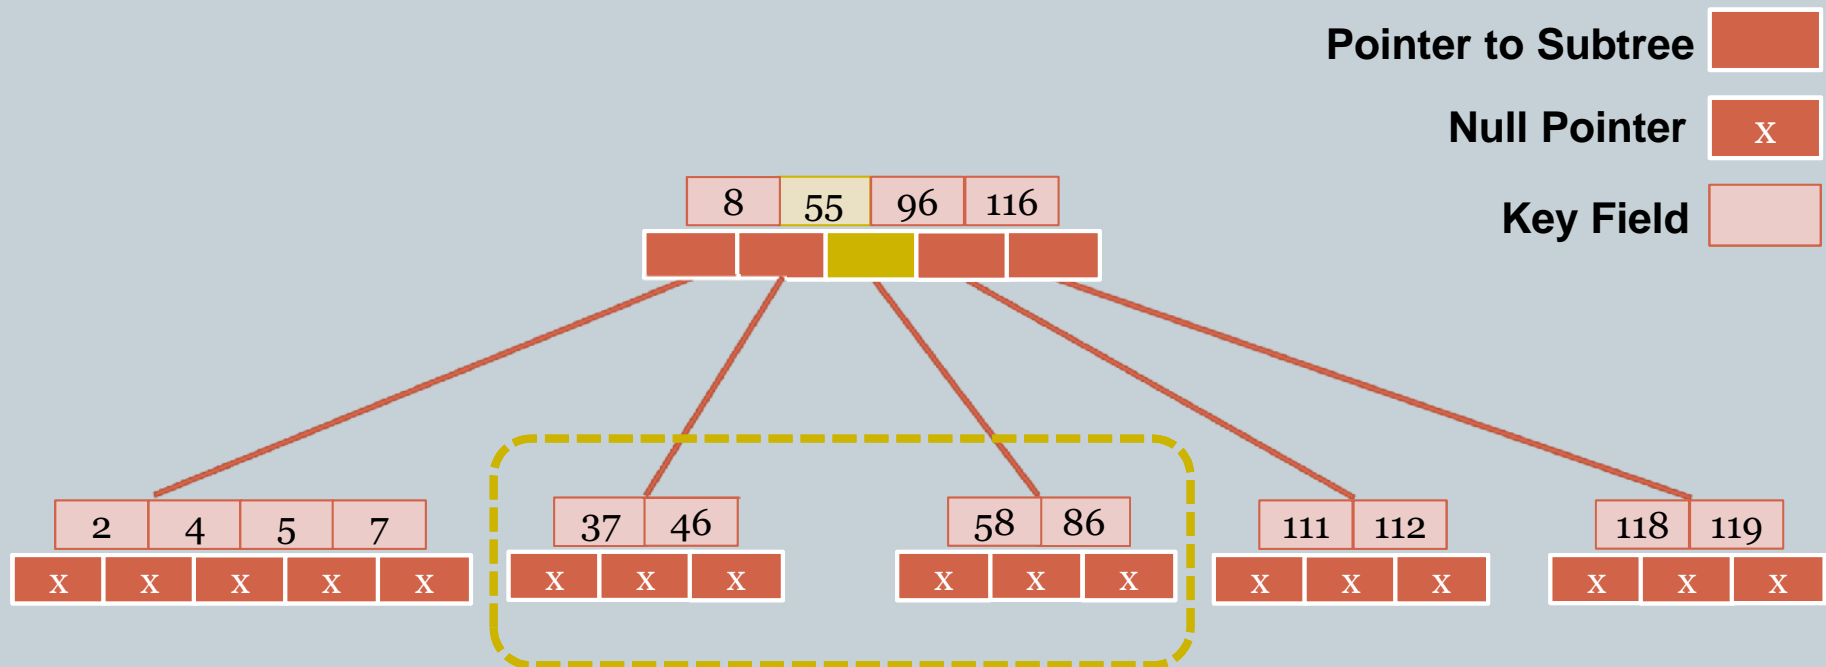 Pointer to Subtree
Null Pointer x
Key Field
8 55 96 116
2 4 5 7 37 46 58 86 111 112 118 119
x x x x x x x x x x x x x x x x x